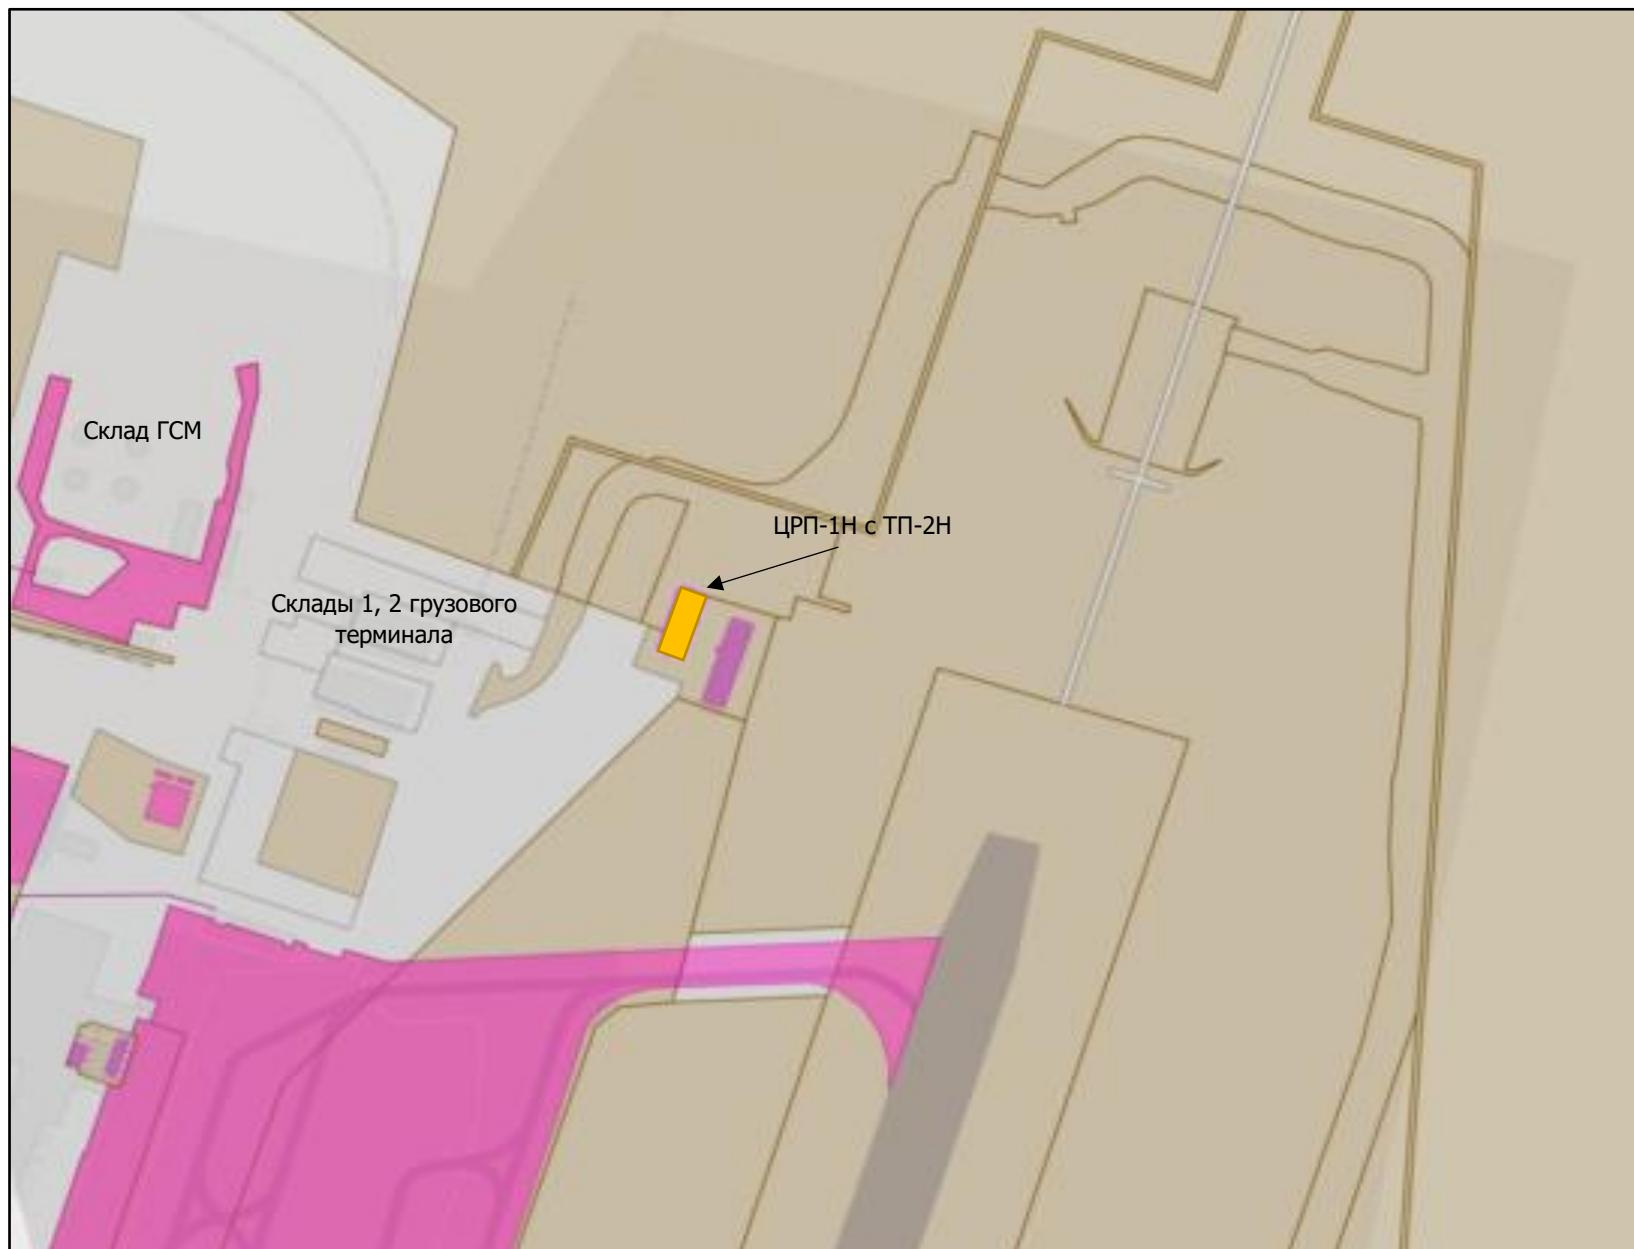 Склад ГСМ
ЦРП-1Н с ТП-2Н
Склады 1, 2 грузового
терминала